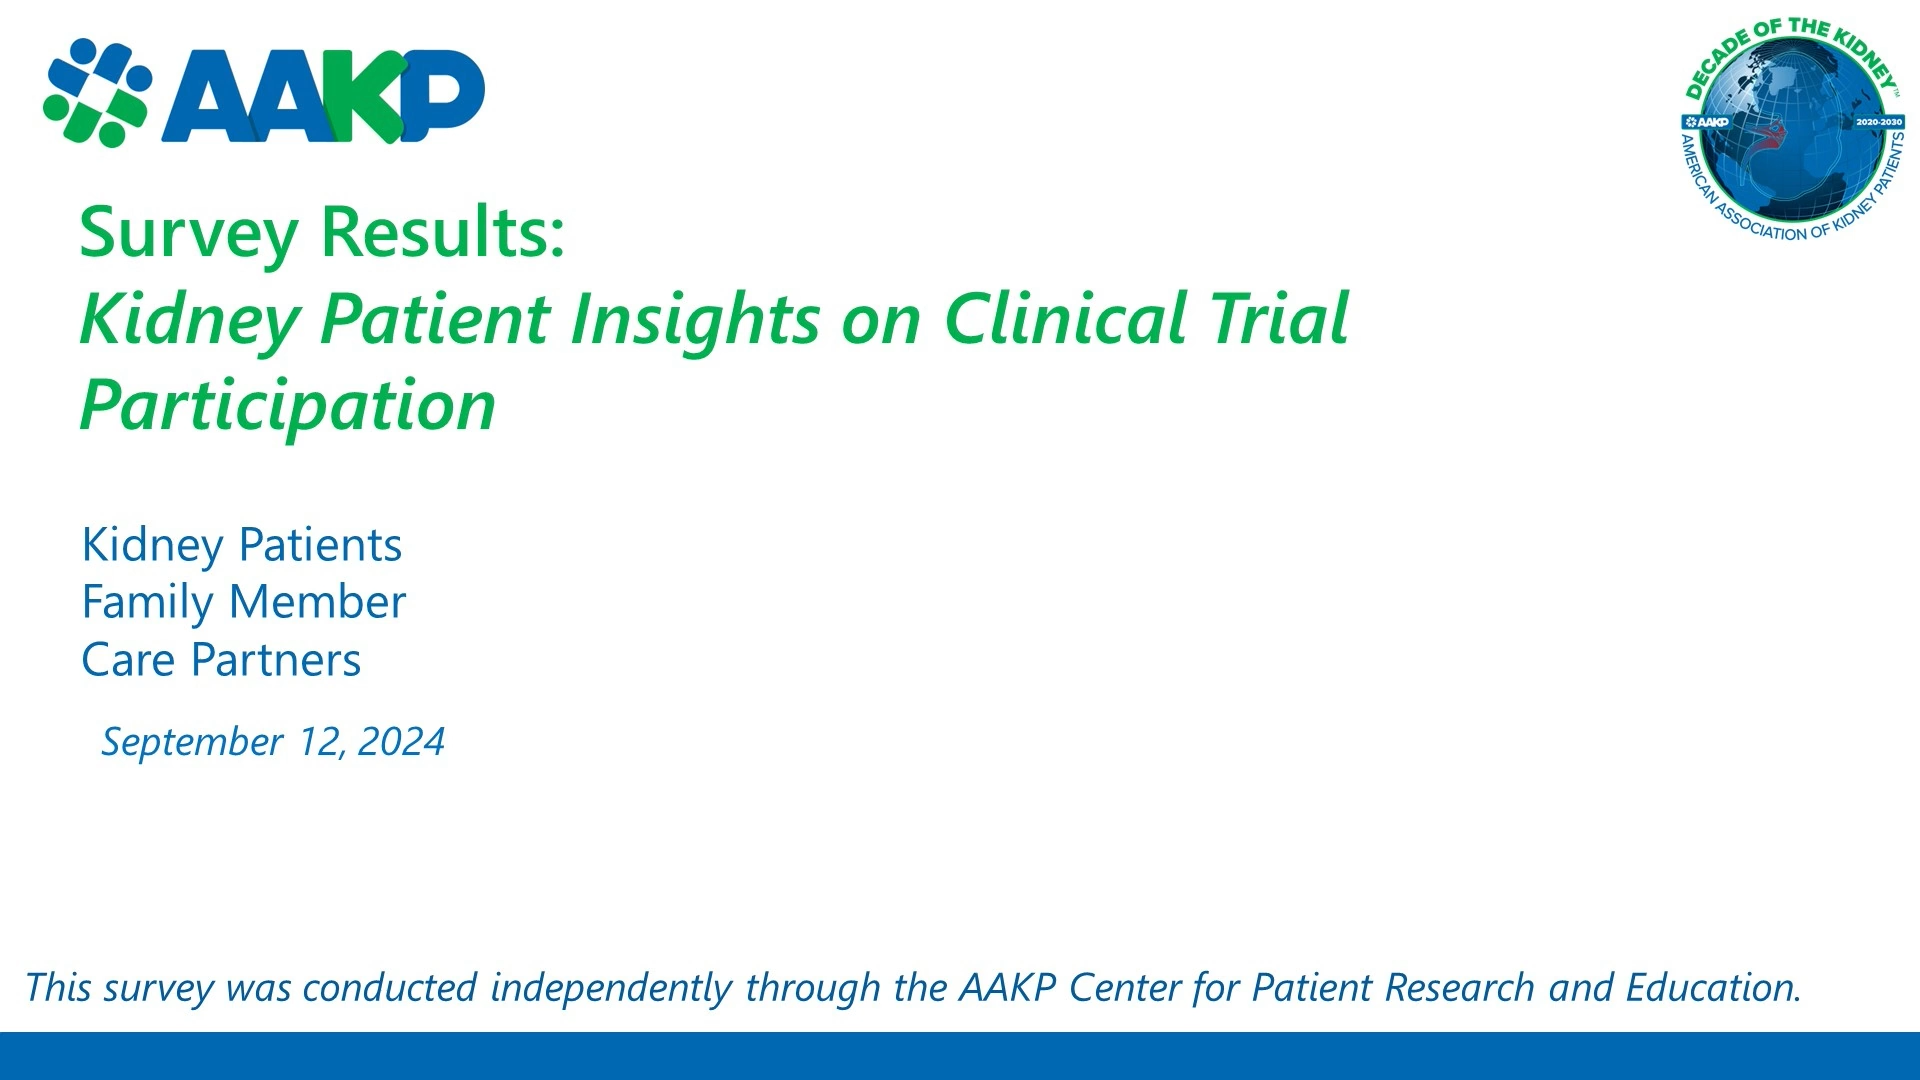 AAKP
DECADE OF THE KIDNEY™
AAKP
2020-2030
AMERICAN ASSOCIATION OF KIDNEY PATIENTS
Survey Results:
Kidney Patient Insights on Clinical Trial
Participation
Kidney Patients
Family Member
Care Partners
September 12, 2024
This survey was conducted independently through the AAKP Center for Patient Research and Education.